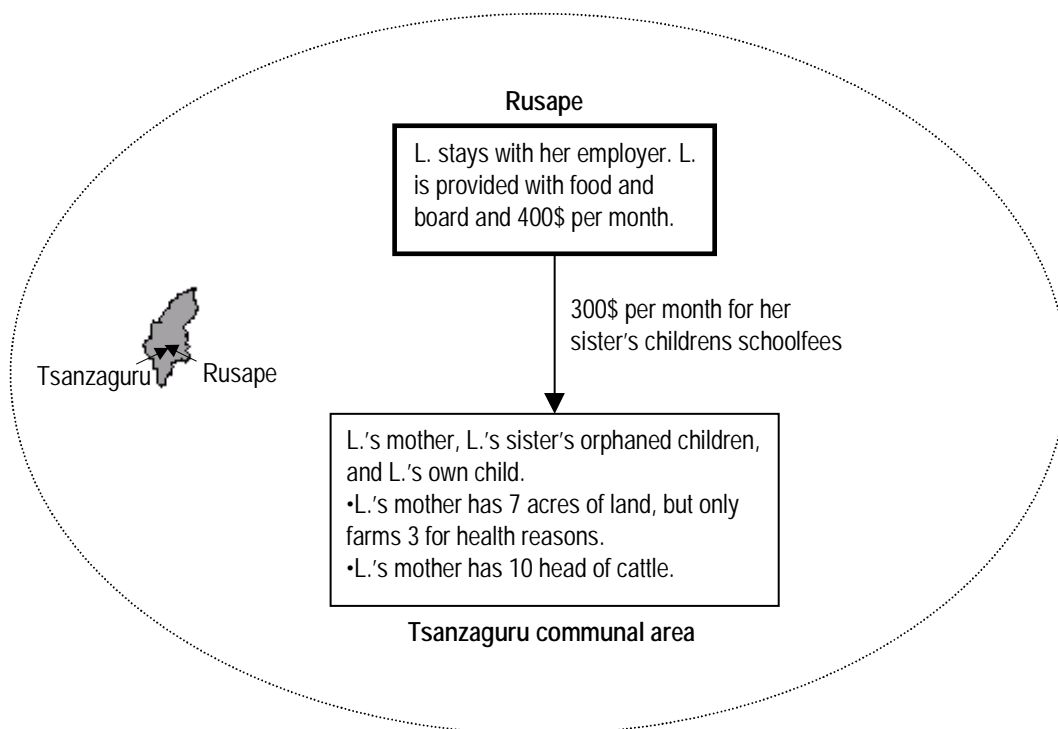 Rusape
L. stays with her employer. L.
is provided with food and
board and 400$ per month.
300$ per month for her
sister's childrens schoolfees
Tsanzaguru
Rusape
L.'s mother, L.'s sister's orphaned children,
and L.'s own child.
•L.'s mother has 7 acres of land, but only
farms 3 for health reasons.
•L.'s mother has 10 head of cattle.
Tsanzaguru communal area